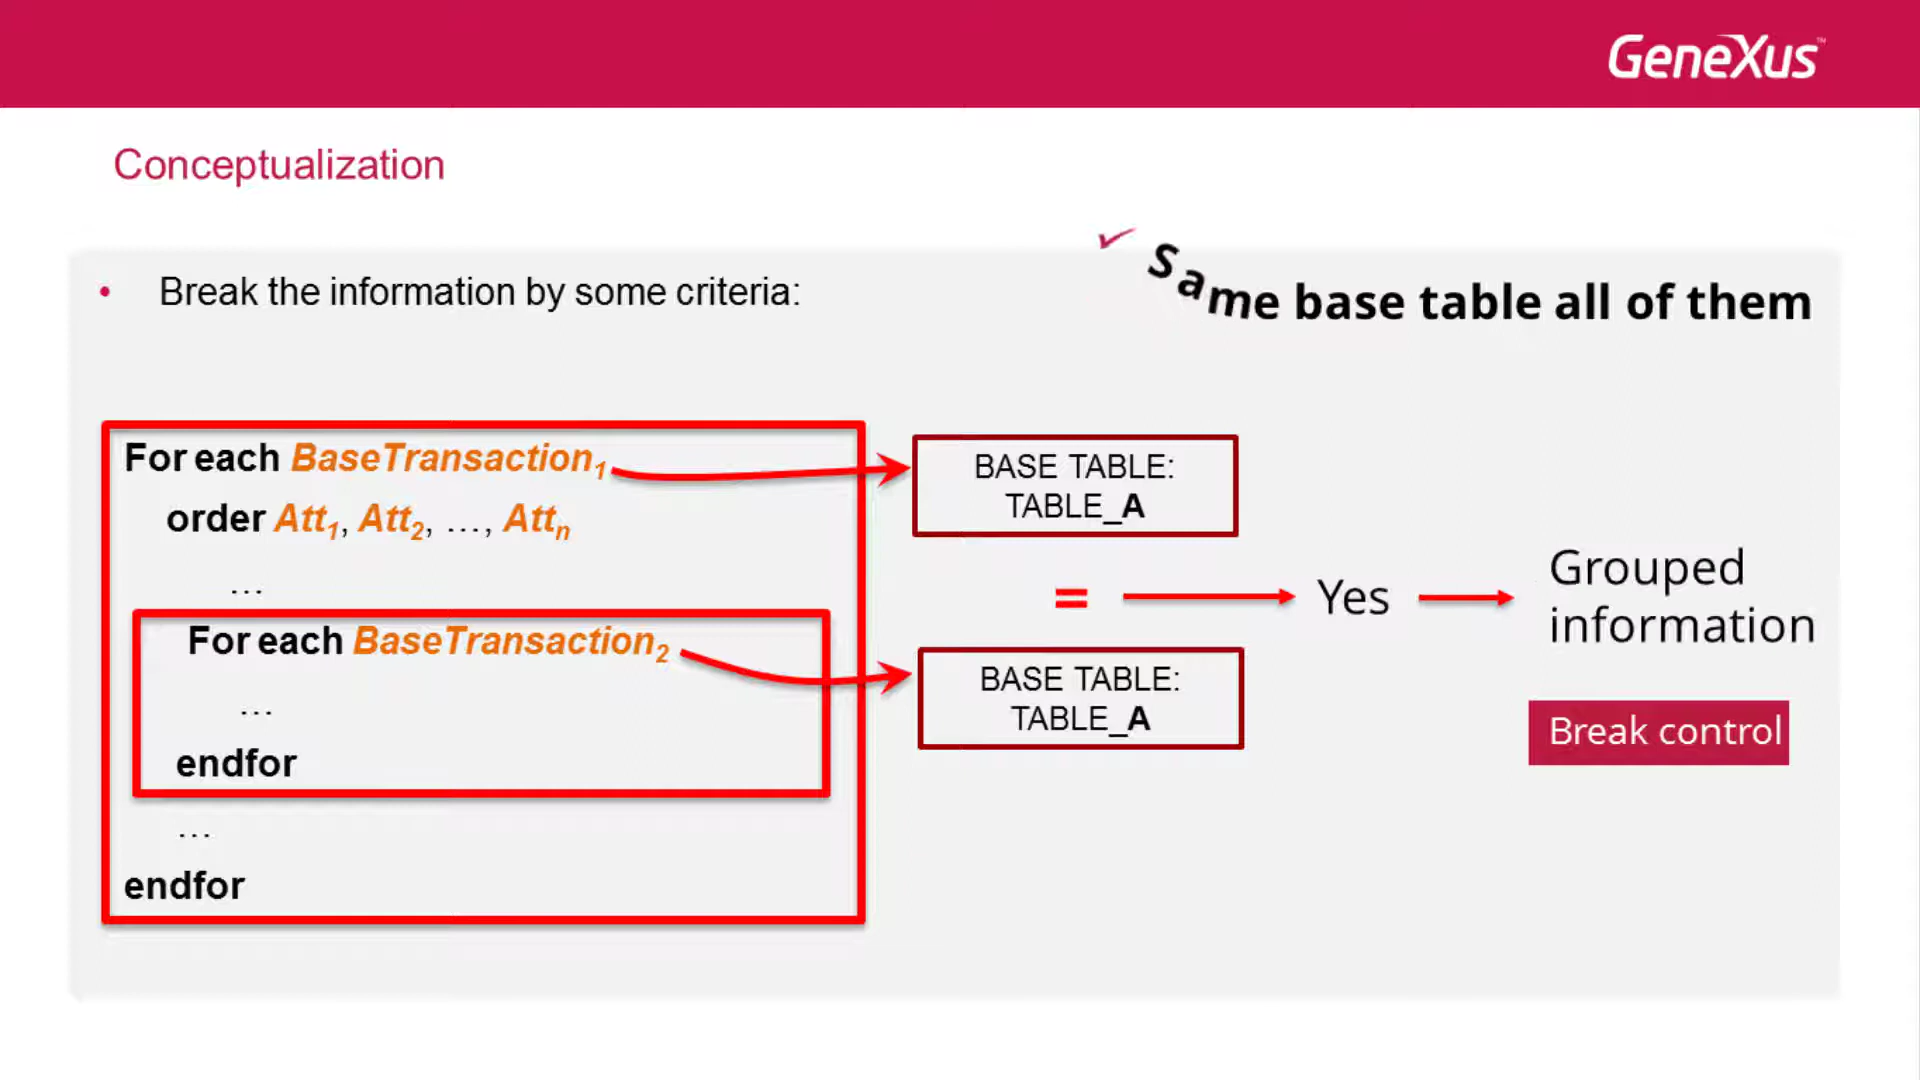 GeneXus™
Conceptualization
• Break the information by some criteria:
✓ Same base table all of them
For each BaseTransaction1
order Att1, Att2, …, Attn
…
For each BaseTransaction2
…
endfor
…
endfor
BASE TABLE:
TABLE_A
=
BASE TABLE:
TABLE_A
Yes
Grouped
information
Break control